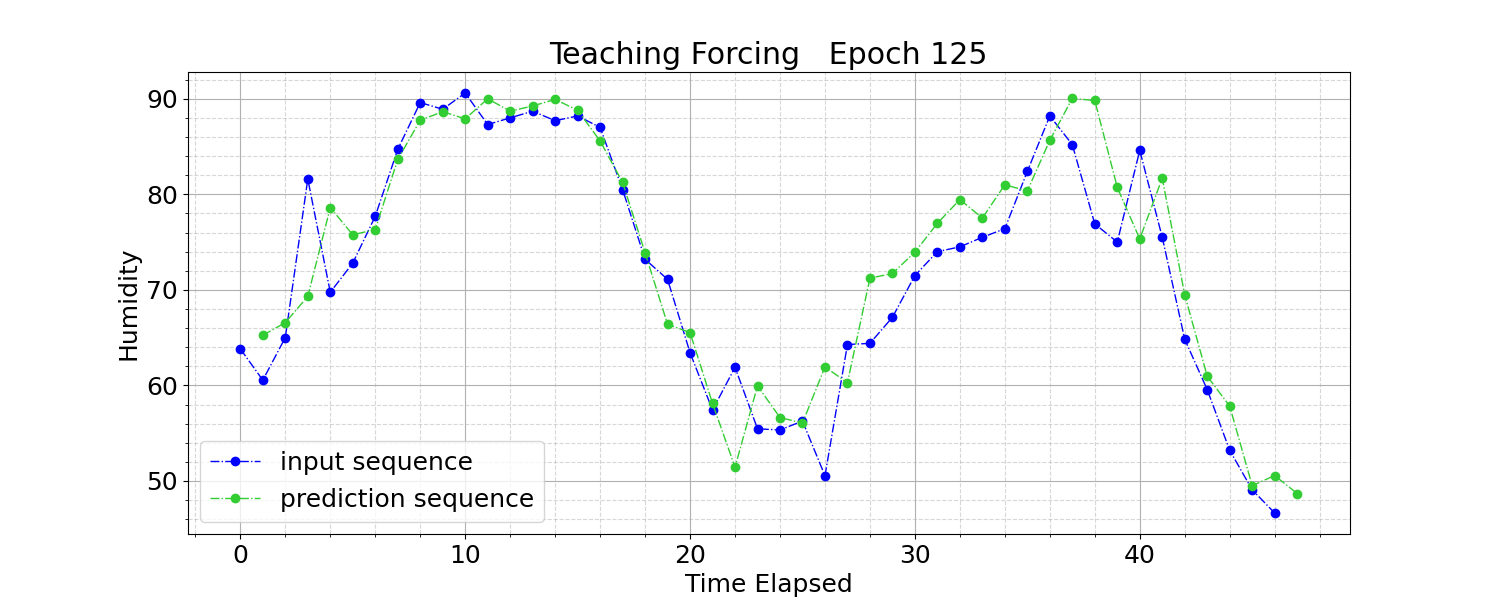 Teaching Forcing   Epoch 125
90
80
70
60
50
Humidity
input sequence
prediction sequence
0 10 20 30 40
Time Elapsed